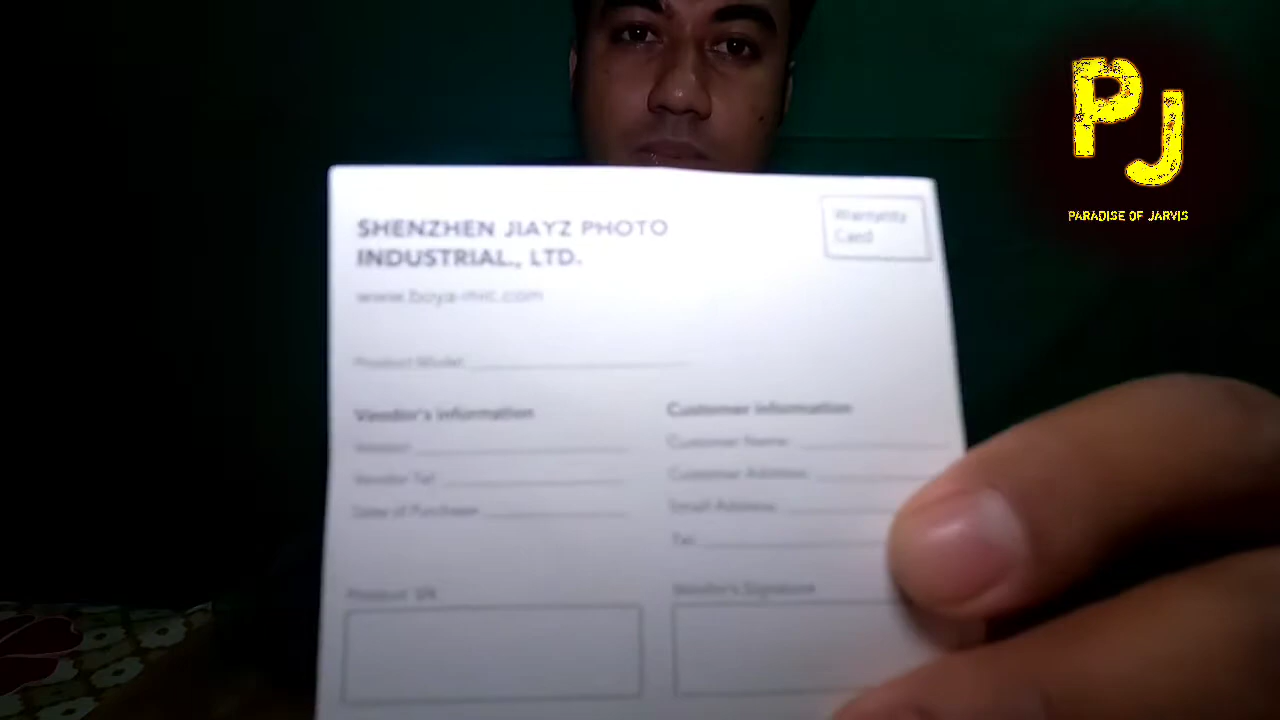 PJ
PARADISE OF JARVIS
SHENZHEN JIAYZ PHOTO
INDUSTRIAL., LTD.
Warranty
Card
www.boya-mic.com
Product Model
Vendor's information
Customer information
Vendor
Customer Name
Vendor Tel
Customer Address
Date of Purchase
Email Address
Tel
Product SN
Vendor's Signature